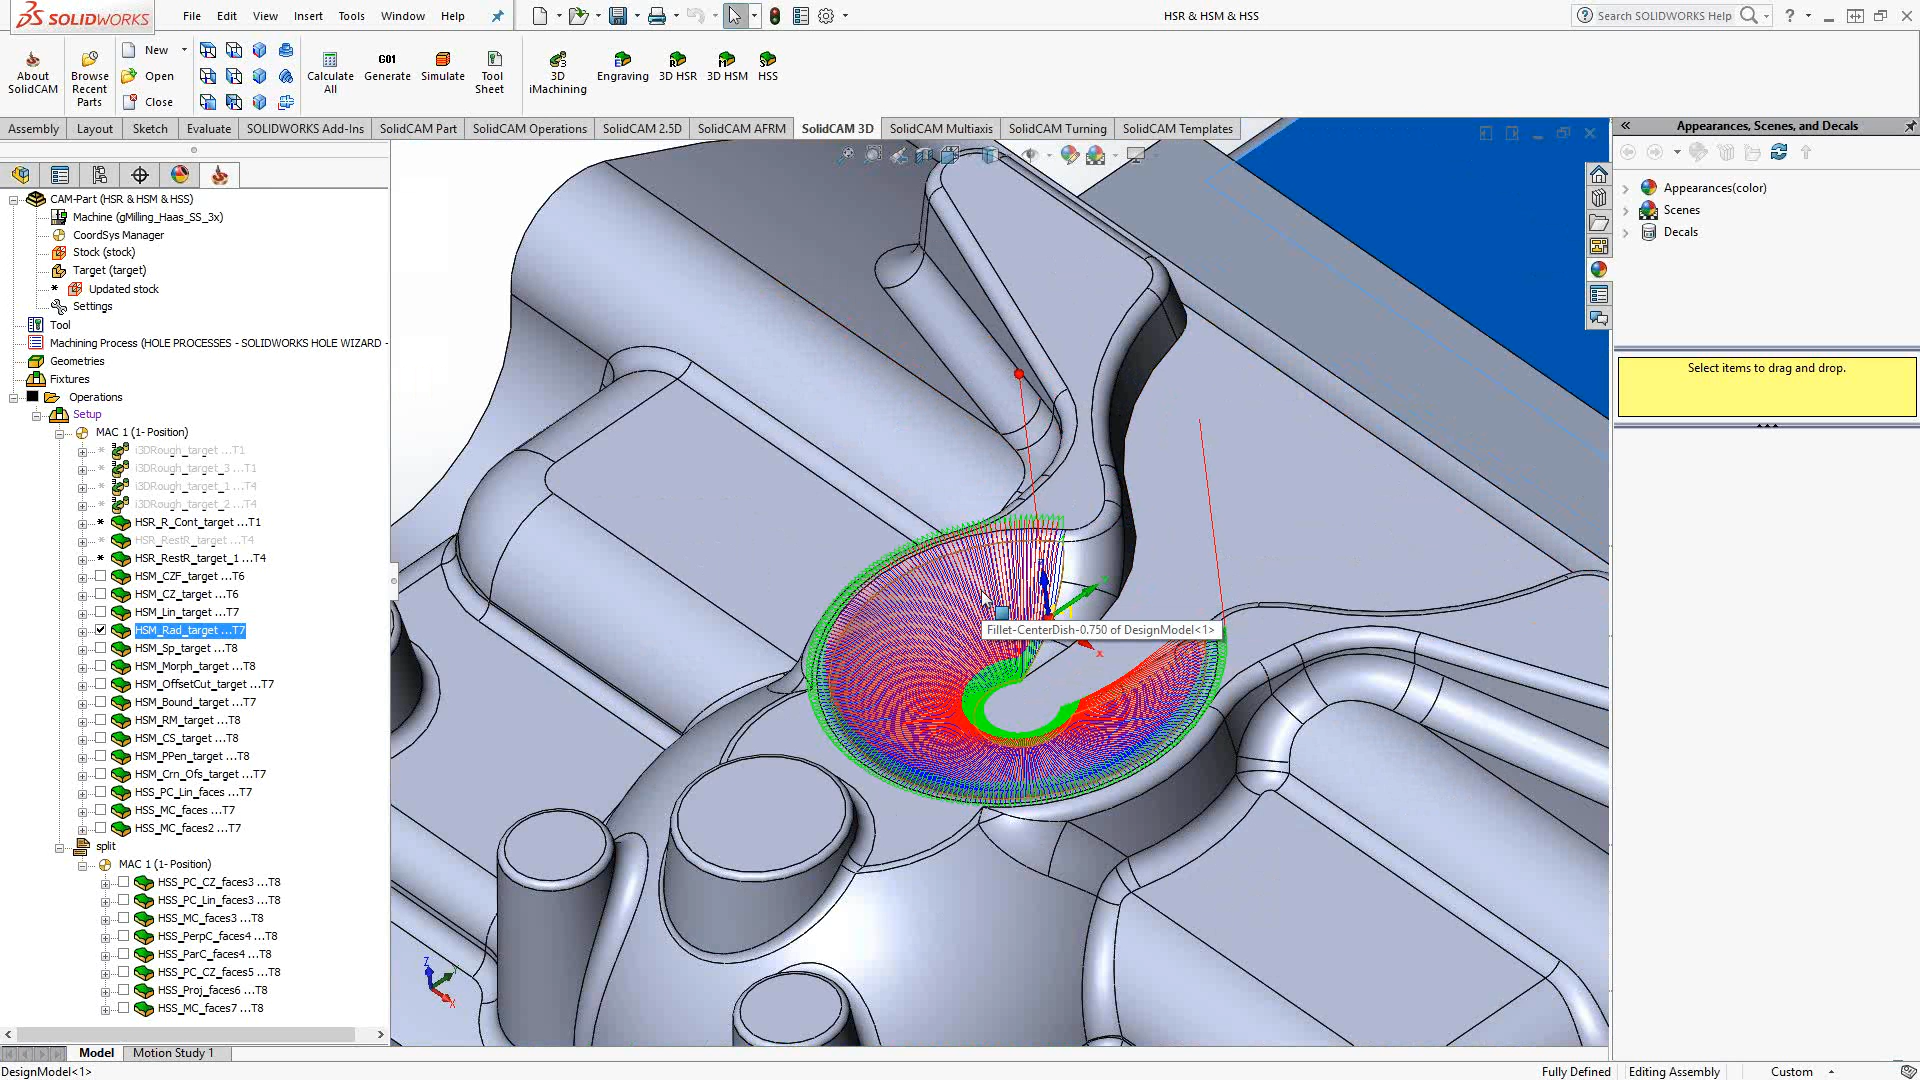 SOLIDWORKS
File Edit View Insert Tools Window Help
HSR & HSM & HSS
Search SOLIDWORKS Help
About SolidCAM
Browse Recent Parts
New
Open
Close
Calculate All
G01
Generate
Simulate
Tool Sheet
3D iMachining
Engraving
3D HSR
3D HSM
HSS
Assembly Layout Sketch Evaluate SOLIDWORKS Add-Ins SolidCAM Part SolidCAM Operations SolidCAM 2.5D SolidCAM AFRM SolidCAM 3D SolidCAM Multiaxis SolidCAM Turning SolidCAM Templates
CAM-Part (HSR & HSM & HSS)
Machine (gMilling_Haas_SS_3x)
CoordSys Manager
Stock (stock)
Target (target)
* Updated stock
Settings
Tool
Machining Process (HOLE PROCESSES - SOLIDWORKS HOLE WIZARD -
Geometries
Fixtures
Operations
Setup
MAC 1 (1- Position)
* i3DRough_target ...T1
* i3DRough_target_3 ...T1
* i3DRough_target_1 ...T4
* i3DRough_target_2 ...T4
* HSR_R_Cont_target ...T1
HSR_RestR_target ...T4
* HSR_RestR_target_1 ...T4
HSM_CZF_target ...T6
HSM_CZ_target ...T6
HSM_Lin_target ...T7
HSM_Rad_target ...T7
HSM_Sp_target ...T8
HSM_Morph_target ...T8
HSM_OffsetCut_target ...T7
HSM_Bound_target ...T7
HSM_RM_target ...T8
HSM_CS_target ...T8
HSM_PPen_target ...T8
HSM_Crn_Ofs_target ...T7
HSS_PC_Lin_faces ...T7
HSS_MC_faces ...T7
HSS_MC_faces2 ...T7
split
MAC 1 (1- Position)
HSS_PC_CZ_faces3 ...T8
HSS_PC_Lin_faces3 ...T8
HSS_MC_faces3 ...T8
HSS_PerpC_faces4 ...T8
HSS_ParC_faces4 ...T8
HSS_PC_CZ_faces5 ...T8
HSS_Proj_faces6 ...T8
HSS_MC_faces7 ...T8
Fillet-CenterDish-0.750 of DesignModel<1>
X
Z
Y
X
Appearances, Scenes, and Decals
Appearances(color)
Scenes
Decals
Select items to drag and drop.
Model Motion Study 1
DesignModel<1>
Fully Defined Editing Assembly Custom